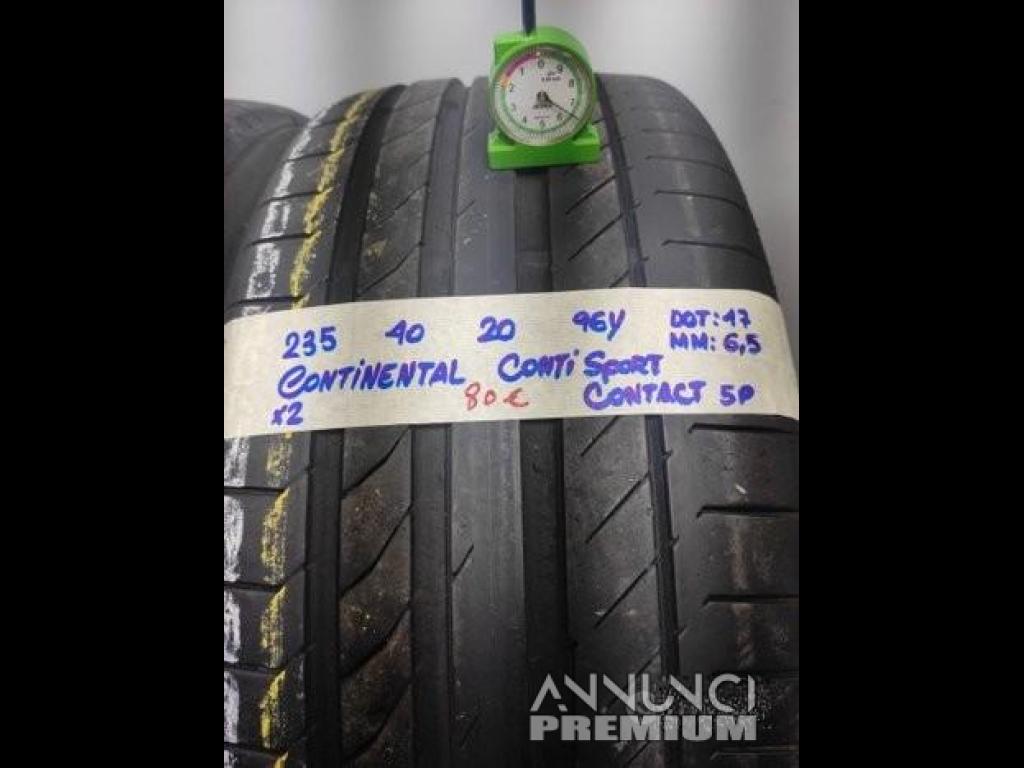 235 40 20 96Y DOT: 17
MM: 6,5
CONTINENTAL CONTi SPORT
x2 80€ CONTACT 5P
ANNUNCI
PREMIUM